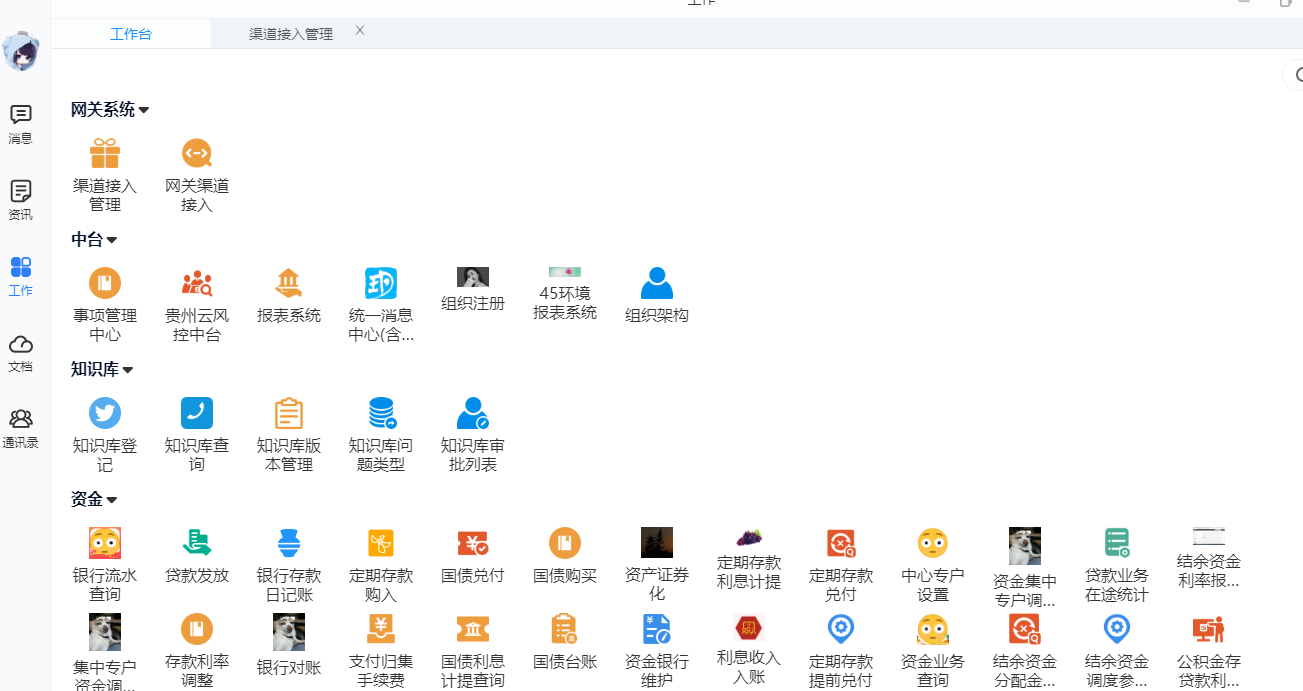 工作
工作台
渠道接入管理
消息
资讯
工作
文档
通讯录
网关系统
渠道接入
管理
网关渠道
接入
中台
事项管理
中心
贵州云风
控中台
报表系统
统一消息
中心(含...
组织注册
45环境
报表系统
组织架构
知识库
知识库登
记
知识库查
询
知识库版
本管理
知识库问
题类型
知识库审
批列表
资金
银行流水
查询
贷款发放
银行存款
日记账
定期存款
购入
国债兑付
国债购买
资产证券
化
定期存款
利息计提
定期存款
兑付
中心专户
设置
资金集中
专户调...
贷款业务
在途统计
结余资金
利率报...
集中专户
资金调...
存款利率
调整
银行对账
支付归集
手续费
国债利息
计提查询
国债台账
资金银行
维护
利息收入
入账
定期存款
提前兑付
资金业务
查询
结余资金
分配金...
结余资金
调度参...
公积金存
贷款利...